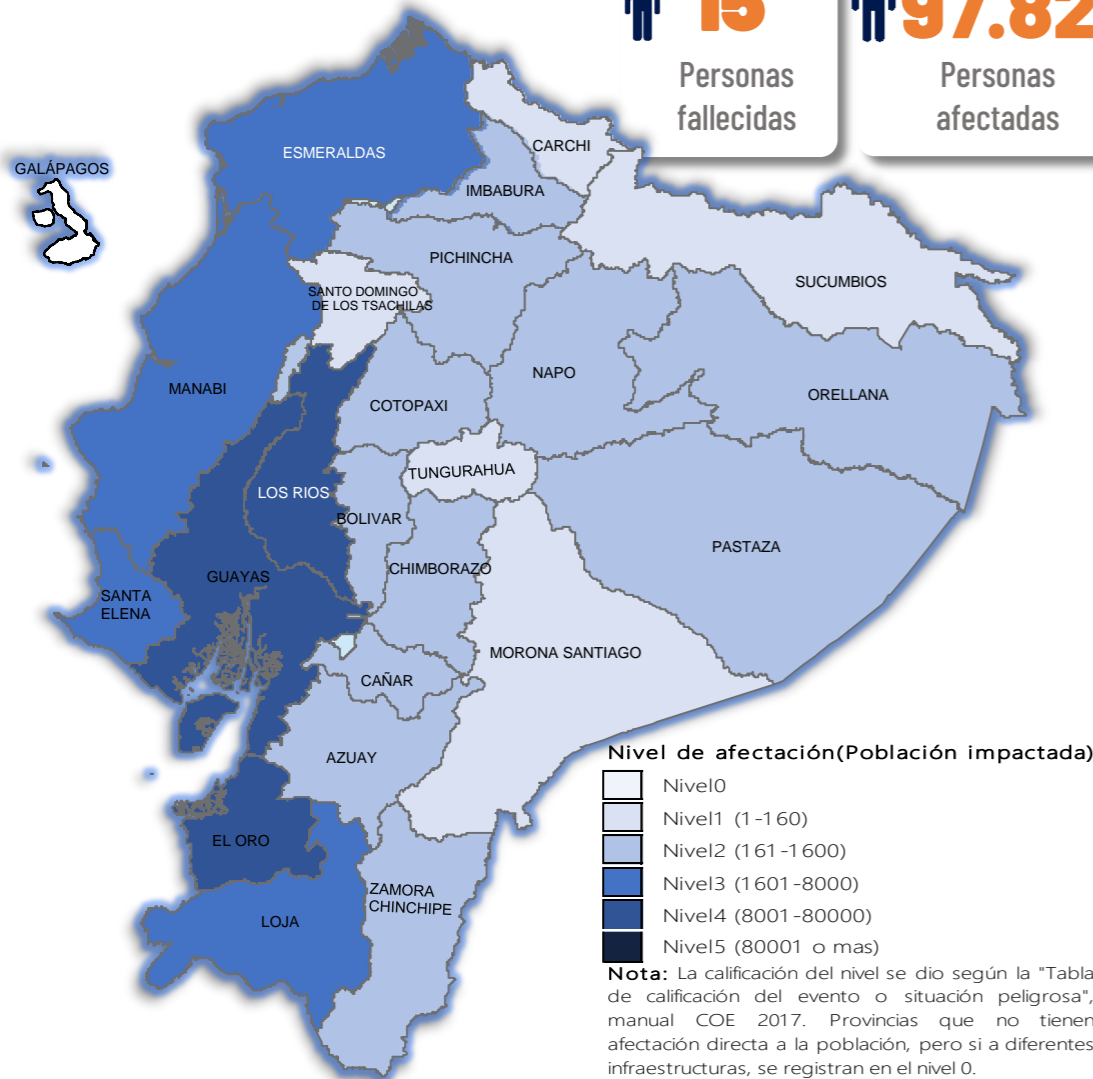 15
Personas
fallecidas
97.82
Personas
afectadas
GALÁPAGOS
ESMERALDAS
CARCHI
IMBABURA
PICHINCHA
SUCUMBIOS
SANTO DOMINGO
DE LOS TSACHILAS
MANABI
NAPO
ORELLANA
COTOPAXI
TUNGURAHUA
LOS RIOS
BOLIVAR
PASTAZA
CHIMBORAZO
GUAYAS
SANTA
ELENA
MORONA SANTIAGO
CAÑAR
AZUAY
EL ORO
ZAMORA
CHINCHIPE
LOJA
Nivel de afectación(Población impactada)
Nivel0
Nivel1 (1-160)
Nivel2 (161-1600)
Nivel3 (1601-8000)
Nivel4 (8001-80000)
Nivel5 (80001 o mas)
Nota: La calificación del nivel se dio según la "Tabla
de calificación del evento o situación peligrosa",
manual COE 2017. Provincias que no tienen
afectación directa a la población, pero si a diferentes
infraestructuras, se registran en el nivel 0.